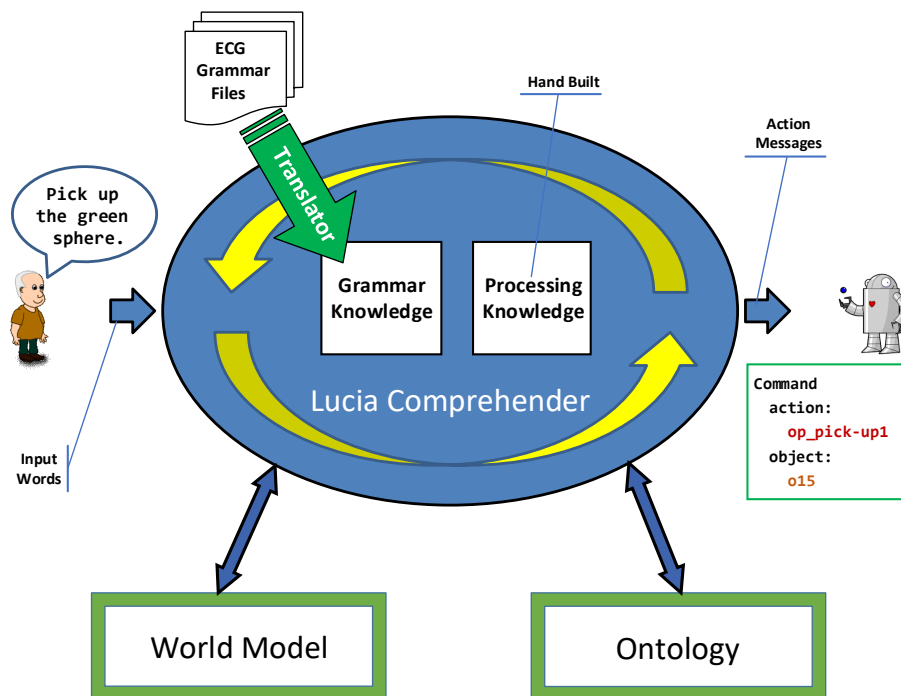 ECG
Grammar
Files
Hand Built
Action
Messages
Translator
Pick up
the green
sphere.
Grammar
Knowledge
Processing
Knowledge
Lucia Comprehender
Input
Words
Command
action:
op_pick-up1
object:
o15
World Model
Ontology